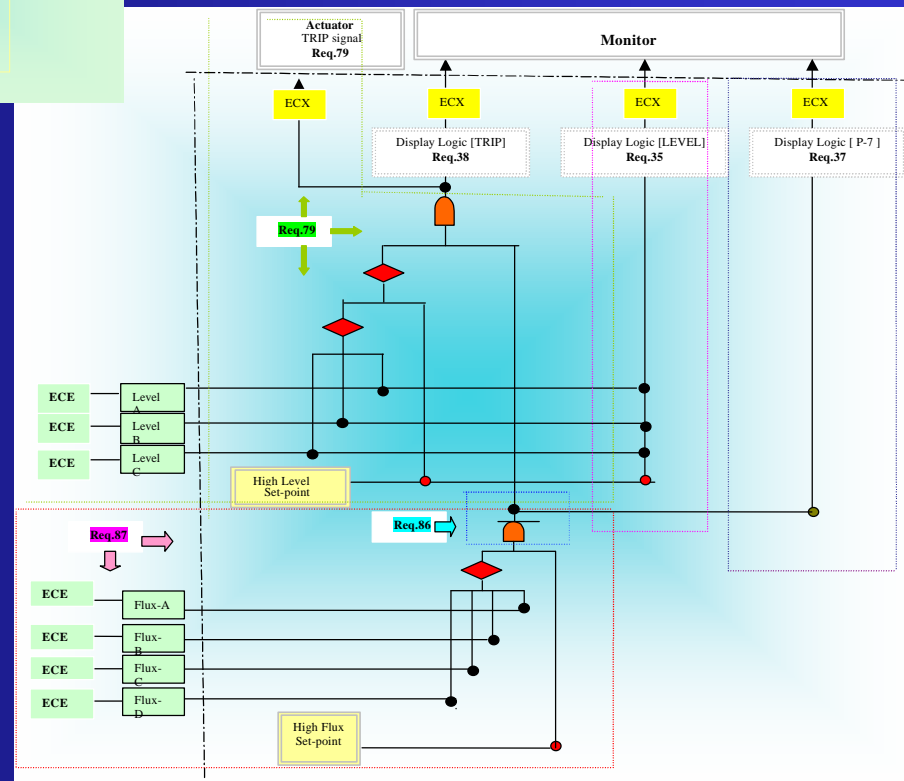 Actuator
TRIP signal
Req.79
Monitor
ECX
ECX
ECX
ECX
Display Logic [TRIP]
Req.38
Display Logic [LEVEL]
Req.35
Display Logic [ P-7 ]
Req.37
Req.79
ECE
Level
A
ECE
Level
B
ECE
Level
C
High Level
Set-point
Req.86
Req.87
ECE
Flux-A
ECE
Flux-
B
ECE
Flux-
C
ECE
Flux-
D
High Flux
Set-point